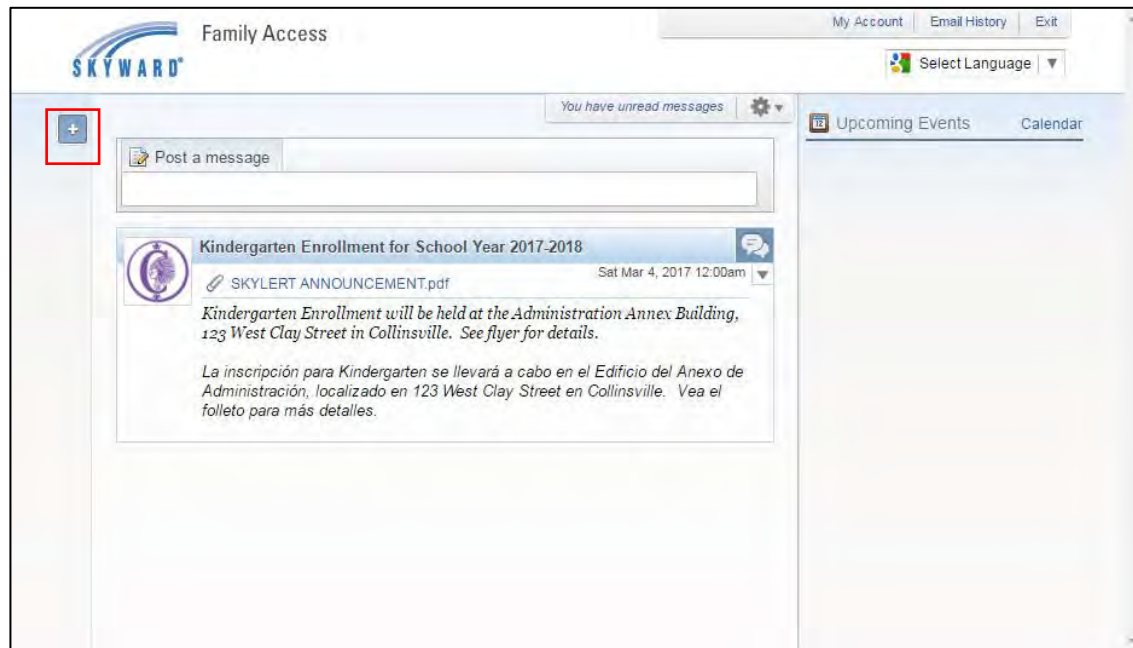 SKYWARD®
Family Access
My Account
Email History
Exit
Select Language
You have unread messages
+
Post a message
12
Upcoming Events
Calendar
C
Kindergarten Enrollment for School Year 2017-2018
Sat Mar 4, 2017 12:00am
SKYLERT ANNOUNCEMENT.pdf
Kindergarten Enrollment will be held at the Administration Annex Building,
123 West Clay Street in Collinsville.  See flyer for details.
La inscripción para Kindergarten se llevará a cabo en el Edificio del Anexo de
Administración, localizado en 123 West Clay Street en Collinsville.  Vea el
folleto para más detalles.